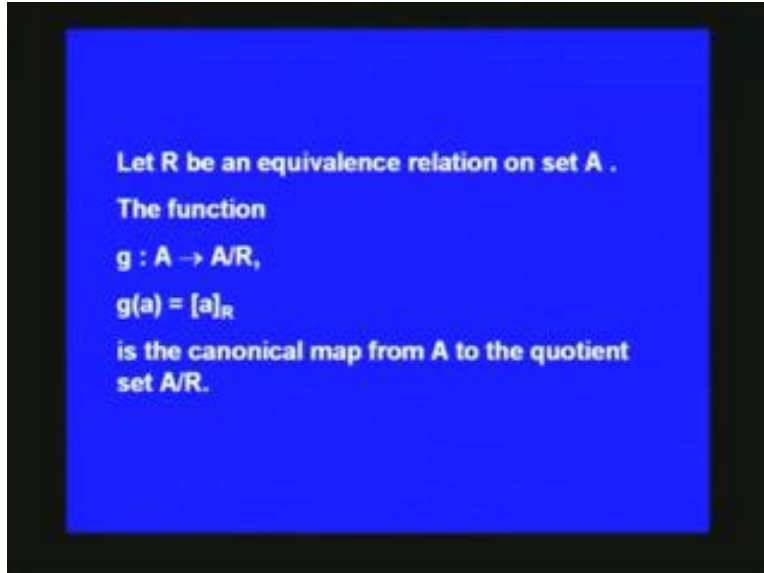 Let R be an equivalence relation on set A .
The function
g : A → A/R,
g(a) = [a]R
is the canonical map from A to the quotient
set A/R.